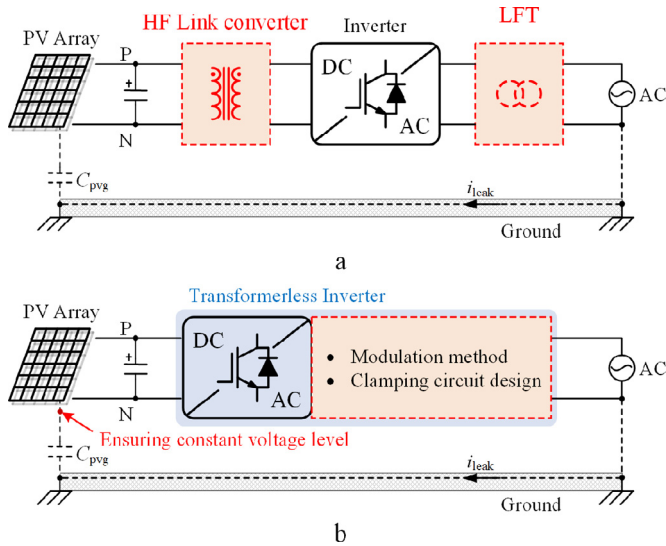 HF Link converter
Inverter
LFT
PV Array
P
+
DC
AC
AC
N
Cpvg
ileak
Ground
a
PV Array
Transformerless Inverter
P
+
DC
AC
• Modulation method
• Clamping circuit design
AC
N
Ensuring constant voltage level
Cpvg
ileak
Ground
b